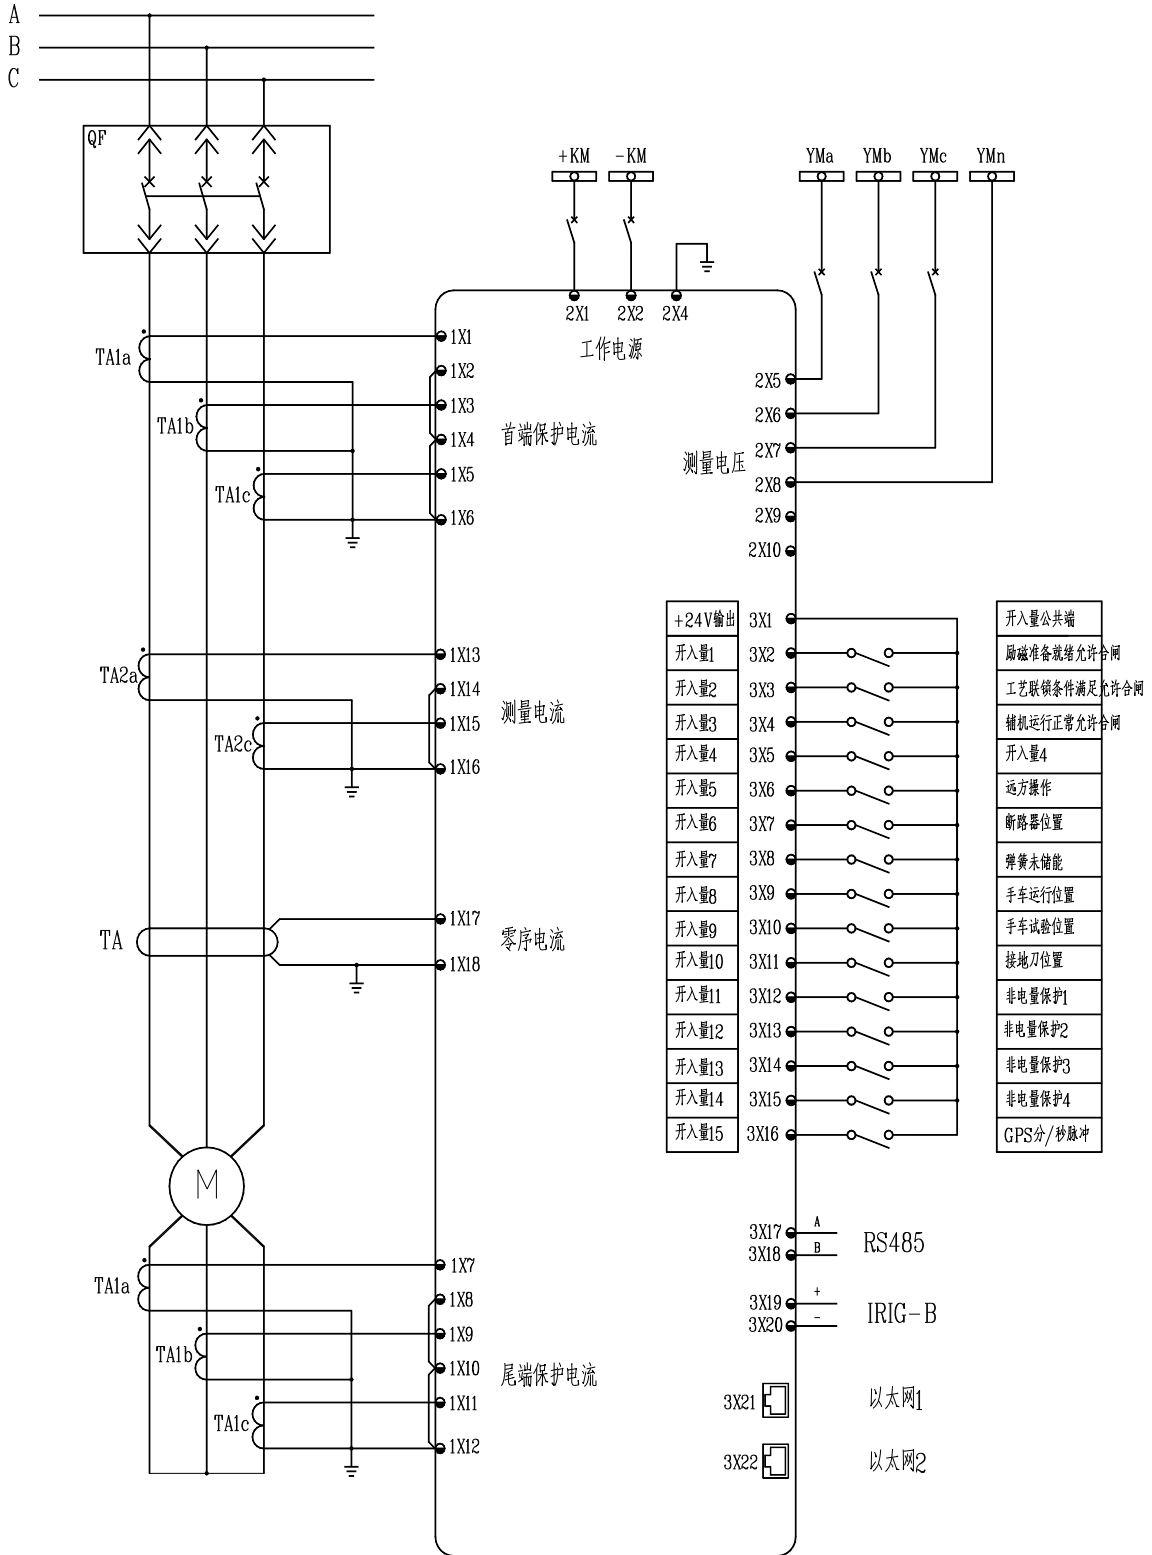 A
B
C
QF
+KM
-KM
YMa
YMb
YMc
YMn
2X1
2X2
2X4
工作电源
TA1a
1X1
1X2
TA1b
1X3
1X4
首端保护电流
TA1c
1X5
1X6
2X5
2X6
2X7
测量电压
2X8
2X9
2X10
TA2a
1X13
1X14
TA2c
1X15
测量电流
1X16
TA
1X17
零序电流
1X18
+24V输出 3X1 开入量公共端
开入量1 3X2 励磁准备就绪允许合闸
开入量2 3X3 工艺联锁条件满足允许合闸
开入量3 3X4 辅机运行正常允许合闸
开入量4 3X5 开入量4
开入量5 3X6 远方操作
开入量6 3X7 断路器位置
开入量7 3X8 弹簧未储能
开入量8 3X9 手车运行位置
开入量9 3X10 手车试验位置
开入量10 3X11 接地刀位置
开入量11 3X12 非电量保护1
开入量12 3X13 非电量保护2
开入量13 3X14 非电量保护3
开入量14 3X15 非电量保护4
开入量15 3X16 GPS分/秒脉冲
M
TA1a
1X7
1X8
TA1b
1X9
1X10
尾端保护电流
TA1c
1X11
1X12
3X17 A
RS485
3X18 B
3X19 +
IRIG-B
3X20 -
3X21 以太网1
3X22 以太网2